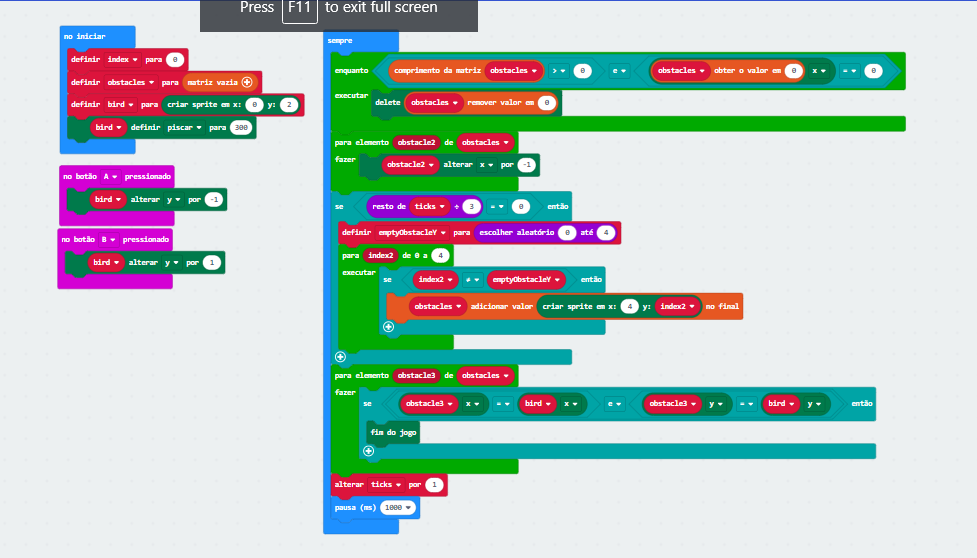 Press F11 to exit full screen
no iniciar
definir index para 0
definir obstacles para matriz vazia
definir bird para criar sprite em x: 0 y: 2
bird definir piscar para 300
no botão A pressionado
bird alterar y por -1
no botão B pressionado
bird alterar y por 1
sempre
enquanto comprimento da matriz obstacles > 0 e obstacles obter o valor em 0 x = 0
executar delete obstacles remover valor em 0
para elemento obstacle2 de obstacles
fazer obstacle2 alterar x por -1
se resto de ticks ÷ 3 = 0 então
definir emptyObstacleY para escolher aleatório 0 até 4
para index2 de 0 a 4
executar se index2 ≠ emptyObstacleY então
obstacles adicionar valor criar sprite em x: 4 y: index2 no final
para elemento obstacle3 de obstacles
fazer se obstacle3 x = bird x e obstacle3 y = bird y então
fim do jogo
alterar ticks por 1
pausa (ms) 1000